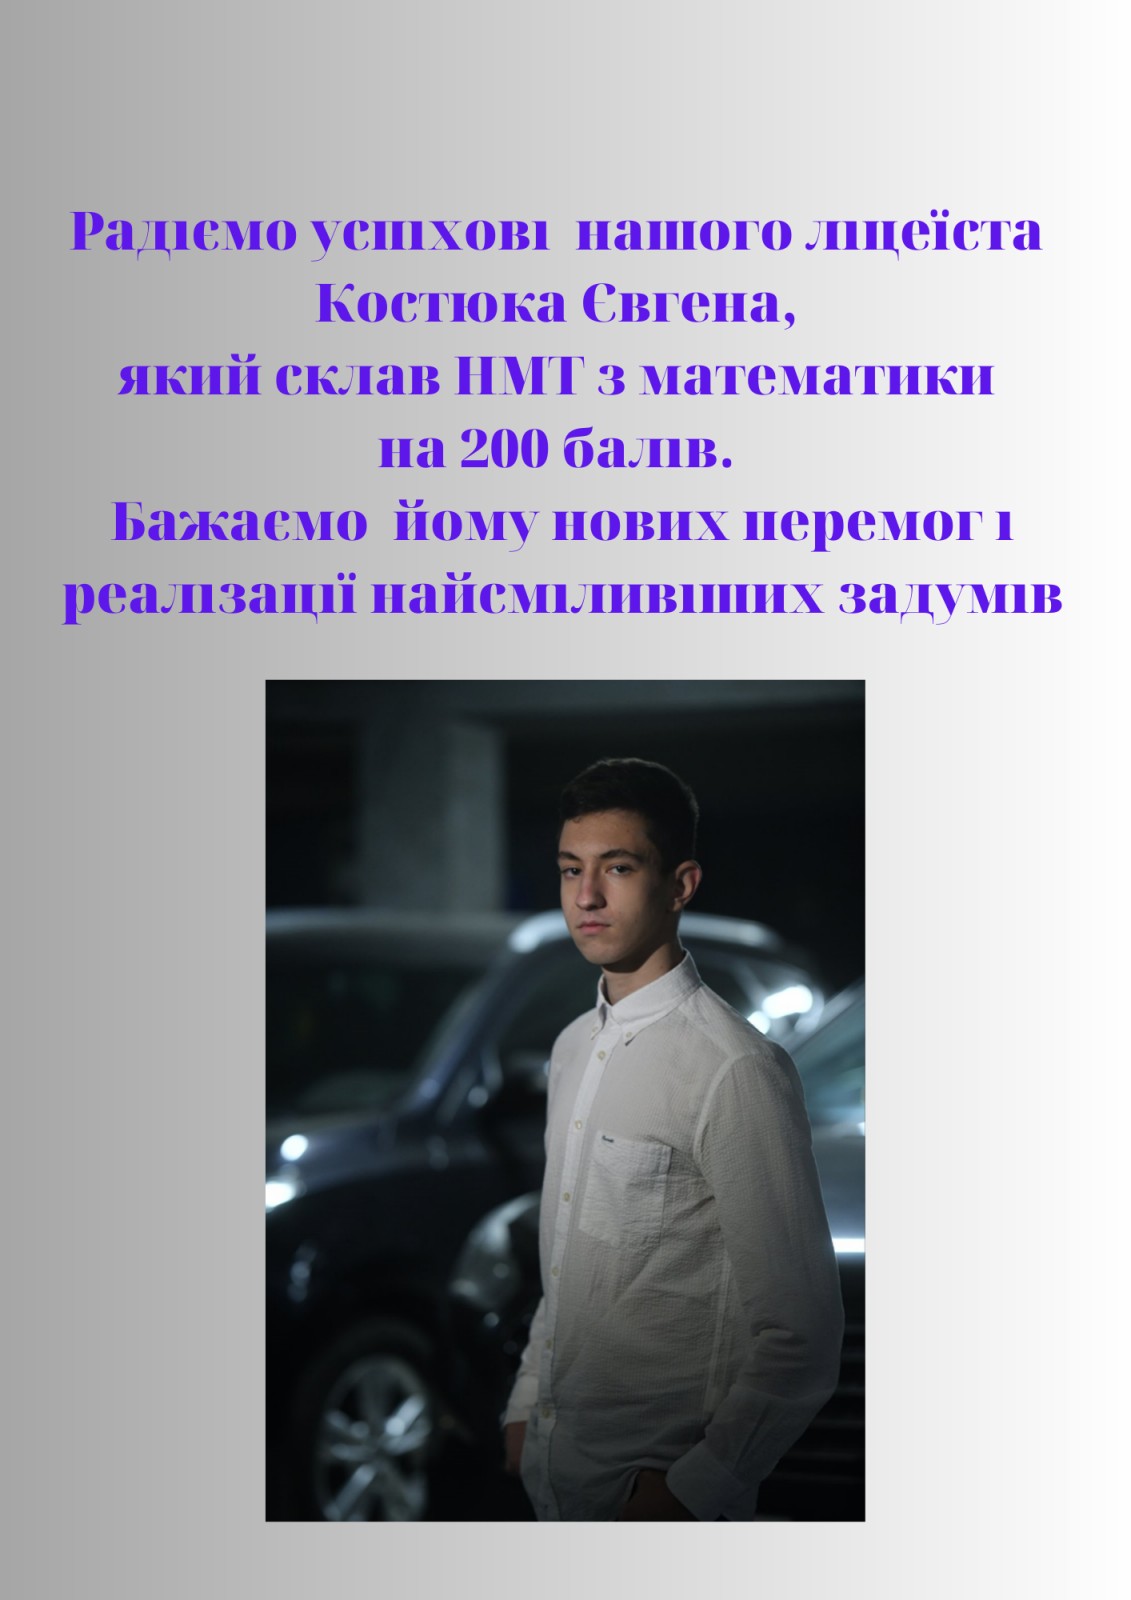 Радіємо успіхові нашого ліцеїста
Костюка Євгена,
який склав НМТ з математики
на 200 балів.
Бажаємо йому нових перемог і
реалізації найсміливіших задумів